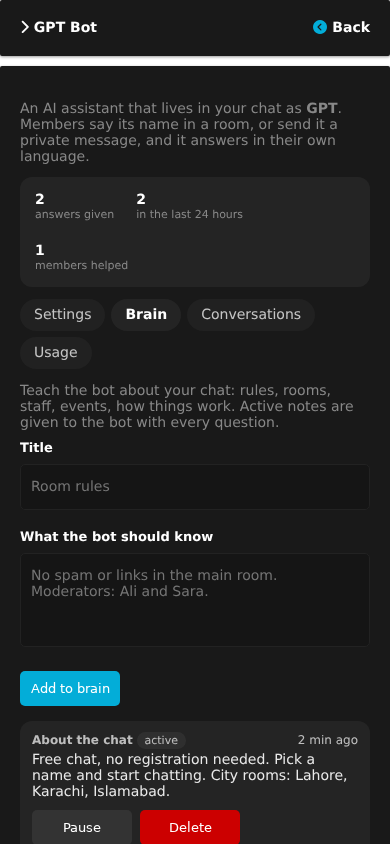 GPT Bot
Back
An AI assistant that lives in your chat as GPT.
Members say its name in a room, or send it a
private message, and it answers in their own
language.
2
answers given
2
in the last 24 hours
1
members helped
Settings
Brain
Conversations
Usage
Teach the bot about your chat: rules, rooms,
staff, events, how things work. Active notes are
given to the bot with every question.
Title
Room rules
What the bot should know
No spam or links in the main room.
Moderators: Ali and Sara.
Add to brain
About the chat active 2 min ago
Free chat, no registration needed. Pick a
name and start chatting. City rooms: Lahore,
Karachi, Islamabad.
Pause
Delete